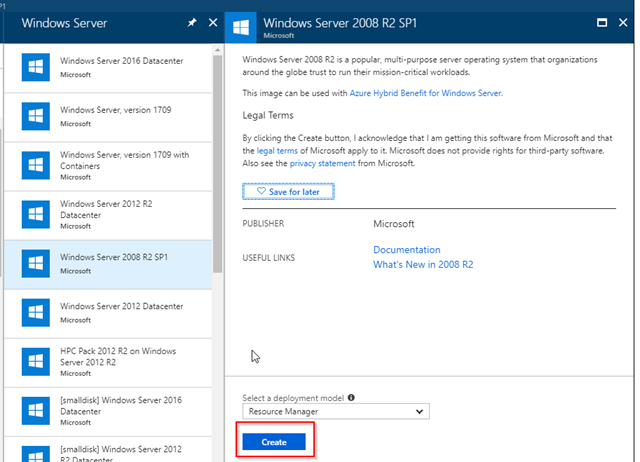 P1
Windows Server
Windows Server 2016 Datacenter
Microsoft
Windows Server, version 1709
Microsoft
Windows Server, version 1709 with
Containers
Microsoft
Windows Server 2012 R2
Datacenter
Microsoft
Windows Server 2008 R2 SP1
Microsoft
Windows Server 2012 Datacenter
Microsoft
HPC Pack 2012 R2 on Windows
Server 2012 R2
Microsoft
[smalldisk] Windows Server 2016
Datacenter
Microsoft
[smalldisk] Windows Server 2012
R2 Datacenter
Windows Server 2008 R2 SP1
Microsoft
Windows Server 2008 R2 is a popular, multi-purpose server operating system that organizations
around the globe trust to run their mission-critical workloads.
This image can be used with Azure Hybrid Benefit for Windows Server.
Legal Terms
By clicking the Create button, I acknowledge that I am getting this software from Microsoft and that
the legal terms of Microsoft apply to it. Microsoft does not provide rights for third-party software.
Also see the privacy statement from Microsoft.
Save for later
PUBLISHER Microsoft
USEFUL LINKS Documentation
What's New in 2008 R2
Select a deployment model
Resource Manager
Create